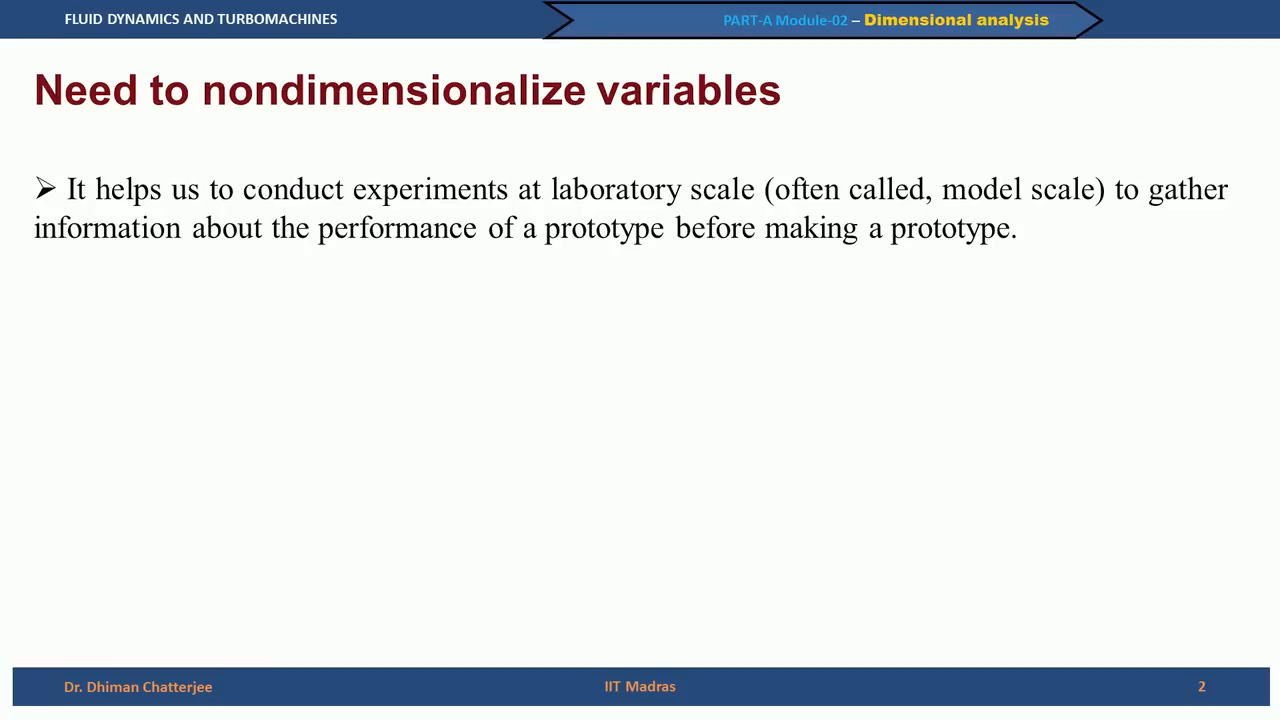 FLUID DYNAMICS AND TURBOMACHINES
PART-A Module-02 – Dimensional analysis
Need to nondimensionalize variables
➢ It helps us to conduct experiments at laboratory scale (often called, model scale) to gather
information about the performance of a prototype before making a prototype.
Dr. Dhiman Chatterjee
IIT Madras
2